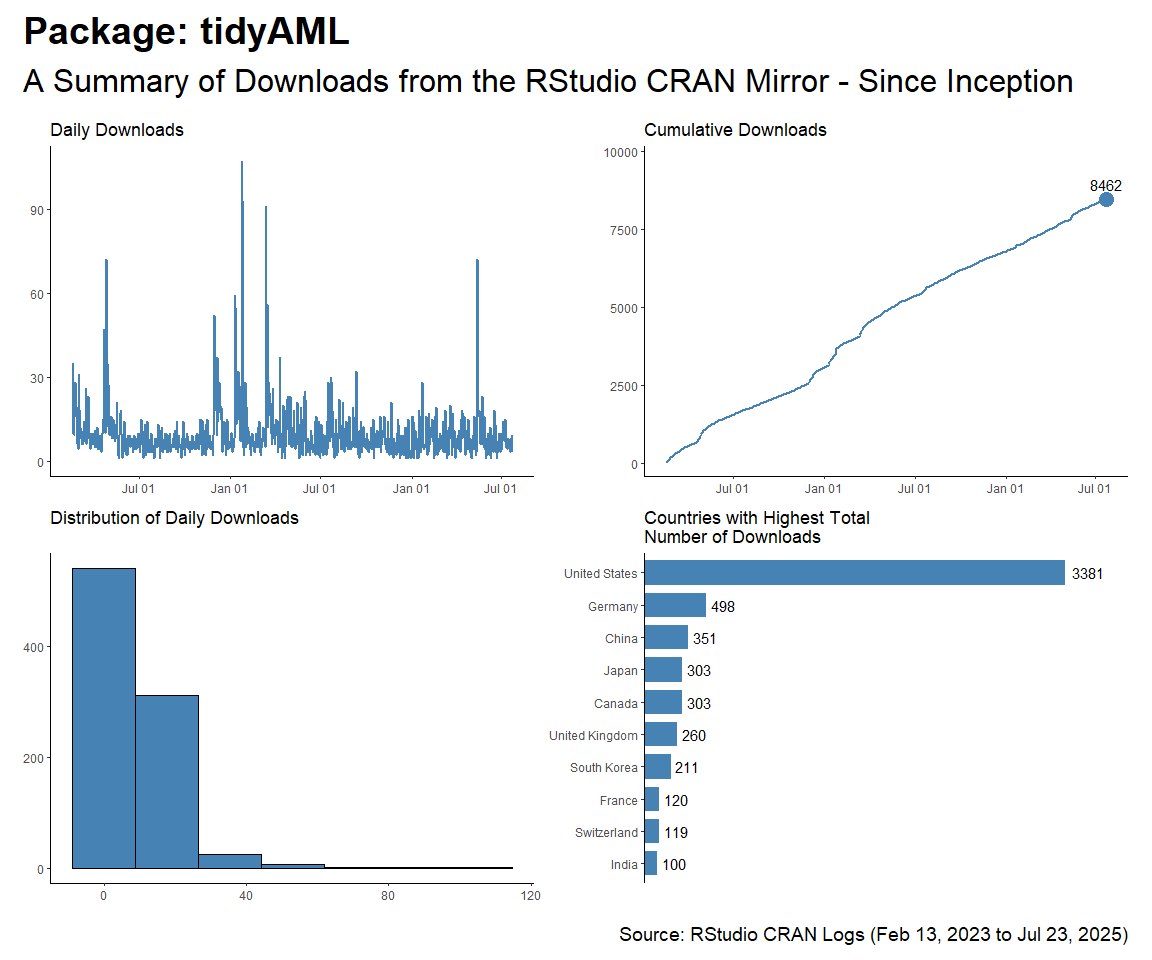 Package: tidyAML
A Summary of Downloads from the RStudio CRAN Mirror - Since Inception
Daily Downloads
90
60
30
0
Jul 01 Jan 01 Jul 01 Jan 01 Jul 01
Cumulative Downloads
10000
8462
7500
5000
2500
0
Jul 01 Jan 01 Jul 01 Jan 01 Jul 01
Distribution of Daily Downloads
400
200
0
0 40 80 120
Countries with Highest Total
Number of Downloads
United States 3381
Germany 498
China 351
Japan 303
Canada 303
United Kingdom 260
South Korea 211
France 120
Switzerland 119
India 100
Source: RStudio CRAN Logs (Feb 13, 2023 to Jul 23, 2025)